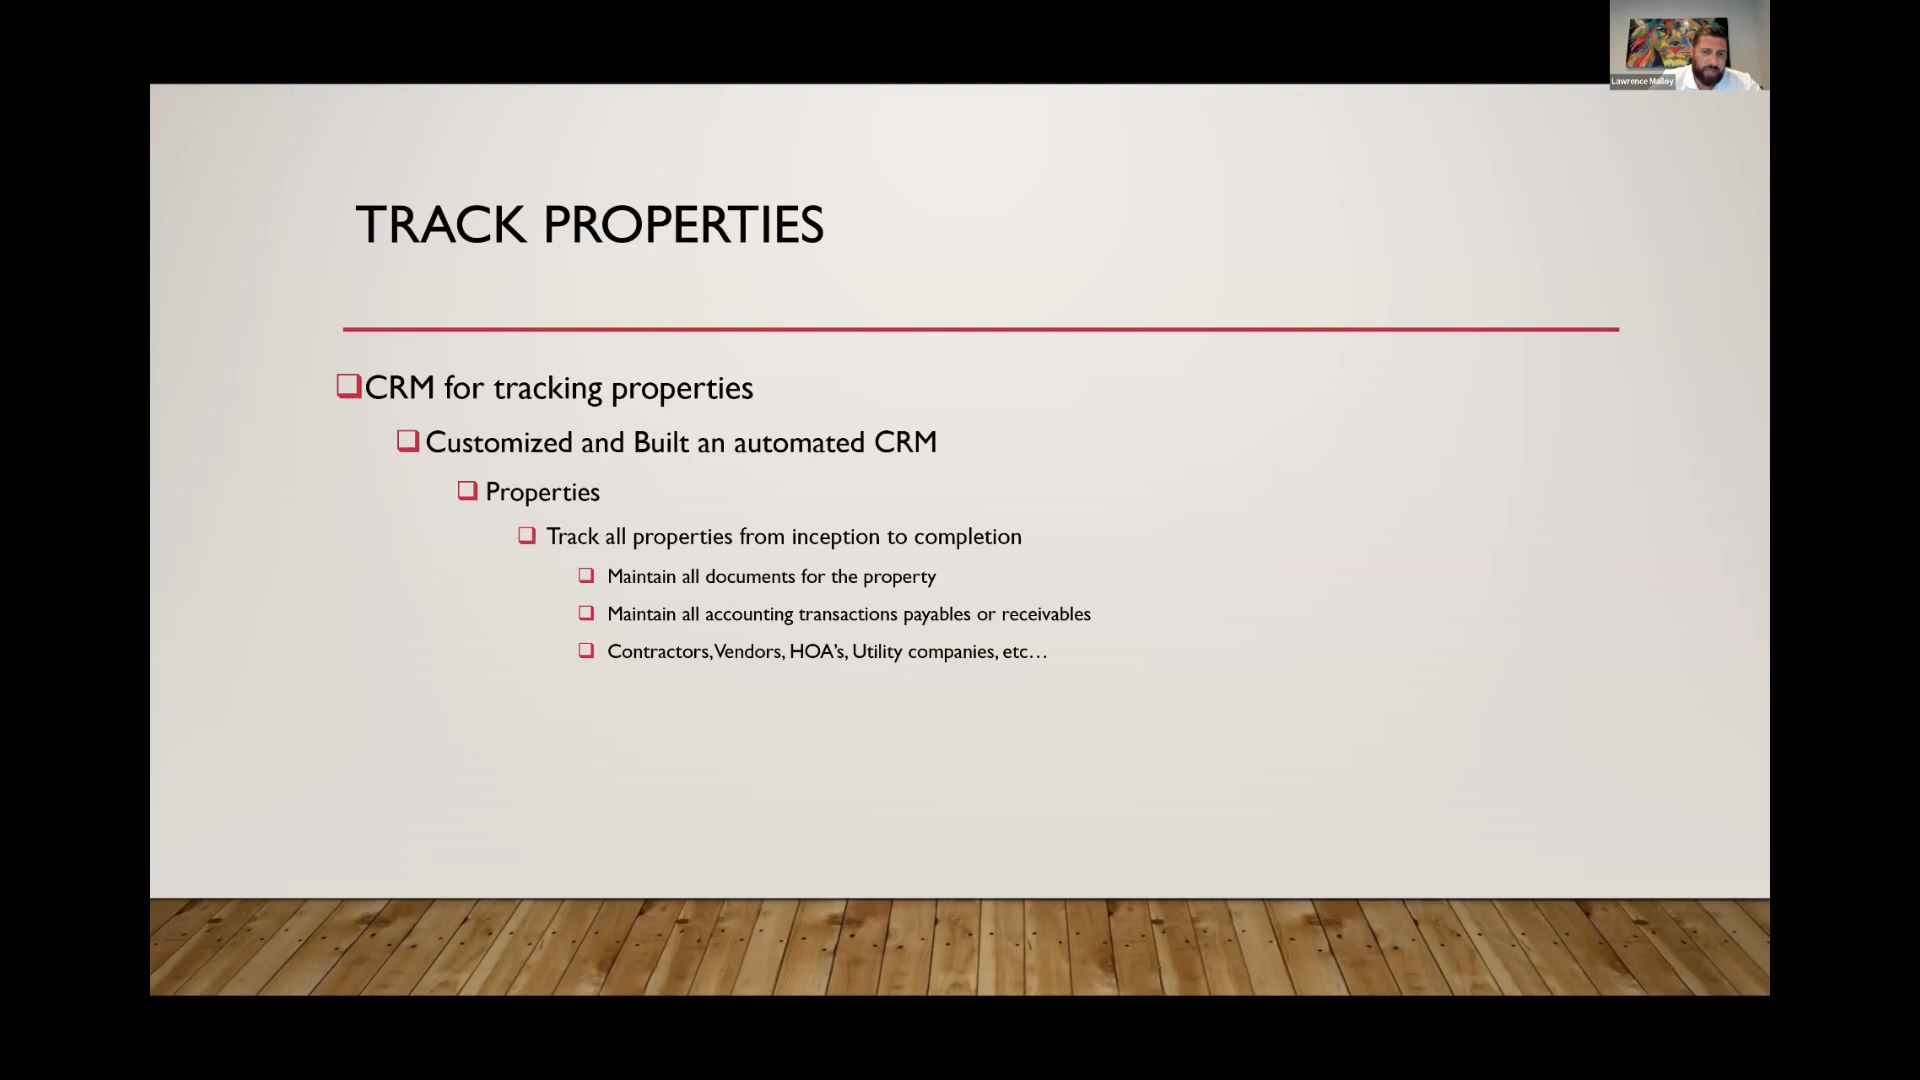 Lawrence Malloy
TRACK PROPERTIES
CRM for tracking properties
Customized and Built an automated CRM
Properties
Track all properties from inception to completion
Maintain all documents for the property
Maintain all accounting transactions payables or receivables
Contractors, Vendors, HOA's, Utility companies, etc…